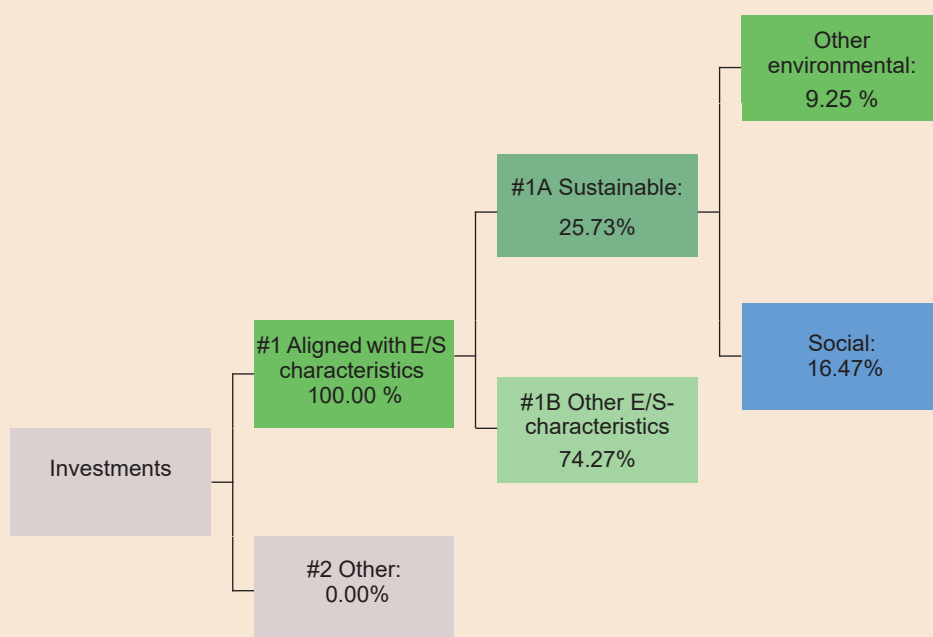 Other
environmental:
9.25 %
#1A Sustainable:
25.73%
Social:
16.47%
#1 Aligned with E/S
characteristics
100.00 %
#1B Other E/S-
characteristics
74.27%
Investments
#2 Other:
0.00%